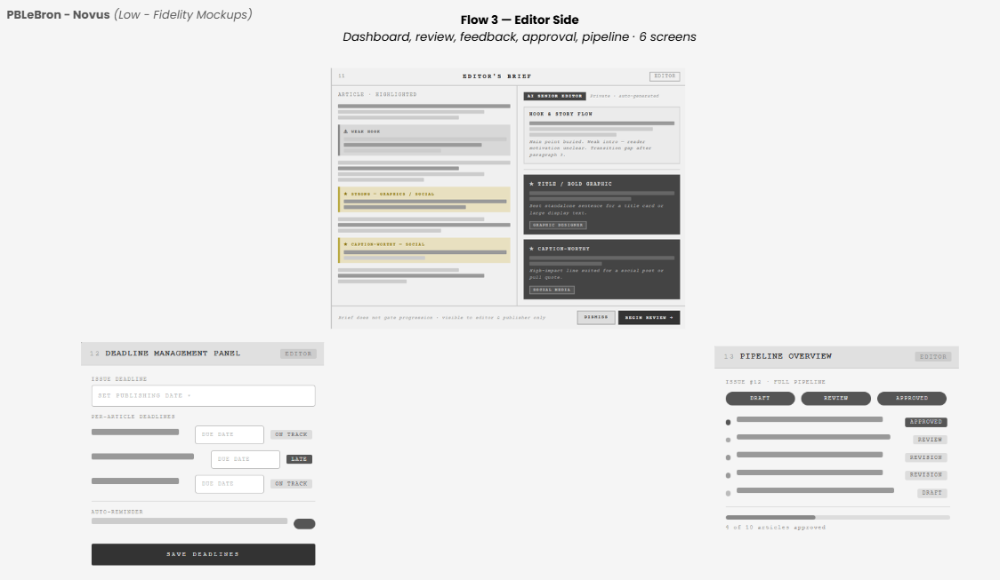 PBLeBron - Novus (Low - Fidelity Mockups)
Flow 3 — Editor Side
Dashboard, review, feedback, approval, pipeline · 6 screens
11
EDITOR'S BRIEF
EDITOR
ARTICLE · HIGHLIGHTED
⚠ WEAK HOOK
★ STRONG — GRAPHICS / SOCIAL
★ CAPTION-WORTHY — SOCIAL
AI SENIOR EDITOR
Private · auto-generated
HOOK & STORY FLOW
Main point buried. Weak intro — reader
motivation unclear. Transition gap after
paragraph
★ TITLE / BOLD GRAPHIC
Best standalone sentence for a title card or
large display text.
GRAPHIC DESIGNER
★ CAPTION-WORTHY
High-impact line suited for a social post or
pull quote.
SOCIAL MEDIA
Brief does not gate progression · visible to editor & publisher only
DISMISS
BEGIN REVIEW →
12 DEADLINE MANAGEMENT PANEL
EDITOR
ISSUE DEADLINE
SET PUBLISHING DATE
PER-ARTICLE DEADLINES
DUE DATE
ON TRACK
DUE DATE
LATE
DUE DATE
ON TRACK
AUTO-REMINDER
SAVE DEADLINES
13 PIPELINE OVERVIEW
EDITOR
ISSUE #12 · FULL PIPELINE
DRAFT
REVIEW
APPROVED
APPROVED
REVIEW
REVISION
REVISION
DRAFT
of 10 articles approved